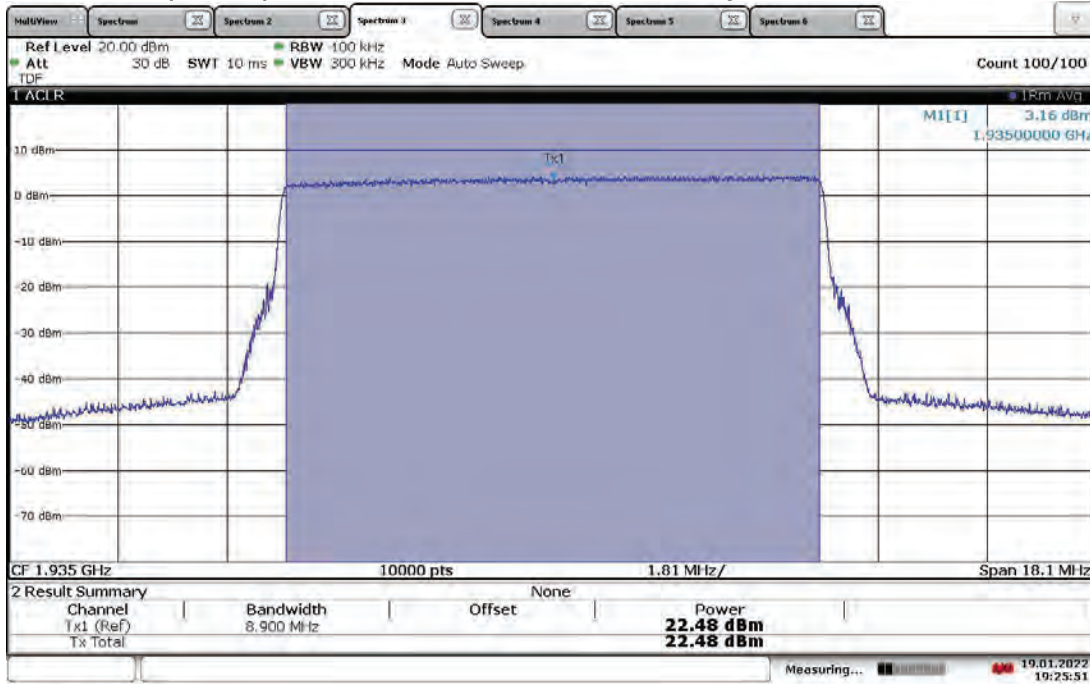 MultiView Spectrum Spectrum 2 Spectrum 3 Spectrum 4 Spectrum 5 Spectrum 6
Ref Level 20.00 dBm RBW 100 kHz
Att 30 dB SWT 10 ms VBW 300 kHz Mode Auto Sweep Count 100/100
TDF
1 ACLR 1Rm Avg
M1[1] 3.16 dBm
1.93500000 GHz
10 dBm
Tx1
0 dBm
-10 dBm
-20 dBm
-30 dBm
-40 dBm
-50 dBm
-60 dBm
-70 dBm
CF 1.935 GHz 10000 pts 1.81 MHz/ Span 18.1 MHz
2 Result Summary None
Channel Bandwidth Offset Power
Tx1 (Ref) 8.900 MHz 22.48 dBm
Tx Total 22.48 dBm
Measuring... 19.01.2022
19:25:51